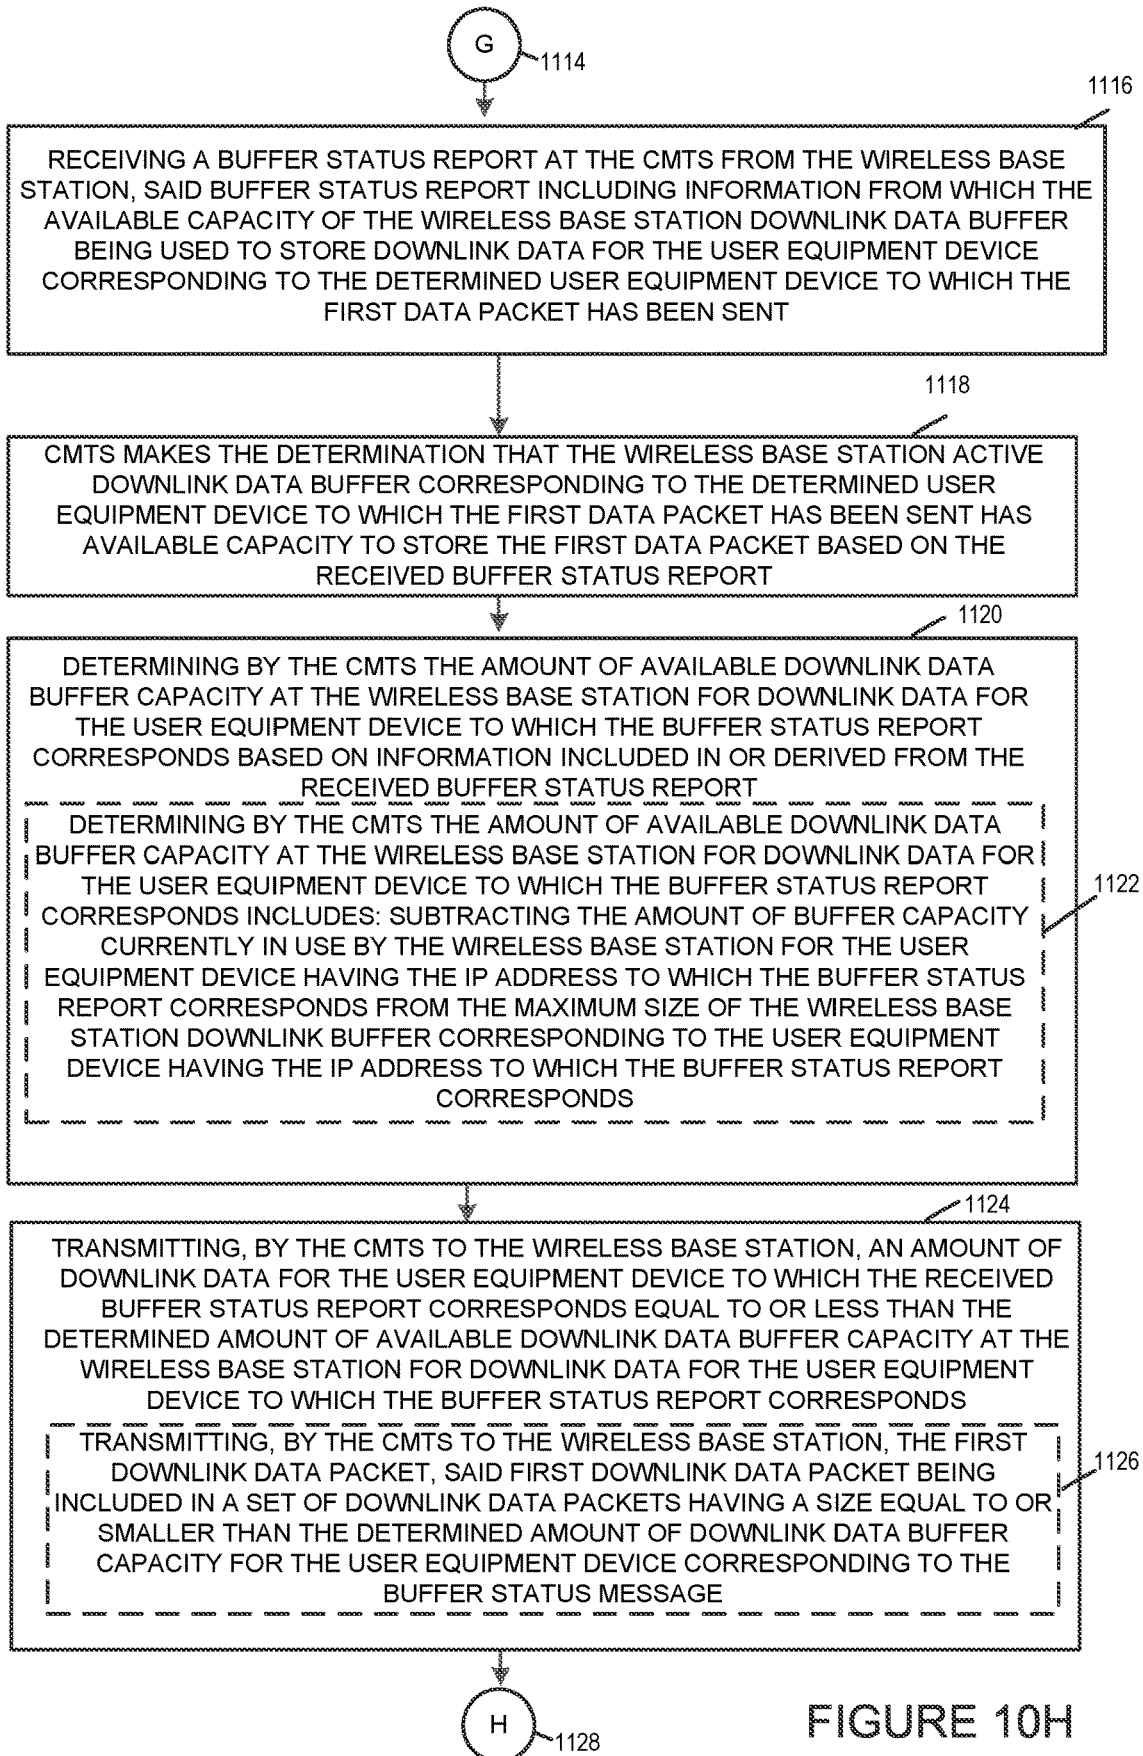 G
1114
1116
RECEIVING A BUFFER STATUS REPORT AT THE CMTS FROM THE WIRELESS BASE
STATION, SAID BUFFER STATUS REPORT INCLUDING INFORMATION FROM WHICH THE
AVAILABLE CAPACITY OF THE WIRELESS BASE STATION DOWNLINK DATA BUFFER
BEING USED TO STORE DOWNLINK DATA FOR THE USER EQUIPMENT DEVICE
CORRESPONDING TO THE DETERMINED USER EQUIPMENT DEVICE TO WHICH THE
FIRST DATA PACKET HAS BEEN SENT
1118
CMTS MAKES THE DETERMINATION THAT THE WIRELESS BASE STATION ACTIVE
DOWNLINK DATA BUFFER CORRESPONDING TO THE DETERMINED USER
EQUIPMENT DEVICE TO WHICH THE FIRST DATA PACKET HAS BEEN SENT HAS
AVAILABLE CAPACITY TO STORE THE FIRST DATA PACKET BASED ON THE
RECEIVED BUFFER STATUS REPORT
1120
DETERMINING BY THE CMTS THE AMOUNT OF AVAILABLE DOWNLINK DATA
BUFFER CAPACITY AT THE WIRELESS BASE STATION FOR DOWNLINK DATA FOR
THE USER EQUIPMENT DEVICE TO WHICH THE BUFFER STATUS REPORT
CORRESPONDS BASED ON INFORMATION INCLUDED IN OR DERIVED FROM THE
RECEIVED BUFFER STATUS REPORT
DETERMINING BY THE CMTS THE AMOUNT OF AVAILABLE DOWNLINK DATA
BUFFER CAPACITY AT THE WIRELESS BASE STATION FOR DOWNLINK DATA FOR
THE USER EQUIPMENT DEVICE TO WHICH THE BUFFER STATUS REPORT
CORRESPONDS INCLUDES: SUBTRACTING THE AMOUNT OF BUFFER CAPACITY
CURRENTLY IN USE BY THE WIRELESS BASE STATION FOR THE USER
EQUIPMENT DEVICE HAVING THE IP ADDRESS TO WHICH THE BUFFER STATUS
REPORT CORRESPONDS FROM THE MAXIMUM SIZE OF THE WIRELESS BASE
STATION DOWNLINK BUFFER CORRESPONDING TO THE USER EQUIPMENT
DEVICE HAVING THE IP ADDRESS TO WHICH THE BUFFER STATUS REPORT
CORRESPONDS
1122
1124
TRANSMITTING, BY THE CMTS TO THE WIRELESS BASE STATION, AN AMOUNT OF
DOWNLINK DATA FOR THE USER EQUIPMENT DEVICE TO WHICH THE RECEIVED
BUFFER STATUS REPORT CORRESPONDS EQUAL TO OR LESS THAN THE
DETERMINED AMOUNT OF AVAILABLE DOWNLINK DATA BUFFER CAPACITY AT THE
WIRELESS BASE STATION FOR DOWNLINK DATA FOR THE USER EQUIPMENT
DEVICE TO WHICH THE BUFFER STATUS REPORT CORRESPONDS
TRANSMITTING, BY THE CMTS TO THE WIRELESS BASE STATION, THE FIRST
DOWNLINK DATA PACKET, SAID FIRST DOWNLINK DATA PACKET BEING
INCLUDED IN A SET OF DOWNLINK DATA PACKETS HAVING A SIZE EQUAL TO OR
SMALLER THAN THE DETERMINED AMOUNT OF DOWNLINK DATA BUFFER
CAPACITY FOR THE USER EQUIPMENT DEVICE CORRESPONDING TO THE
BUFFER STATUS MESSAGE
1126
H
1128
FIGURE 10H